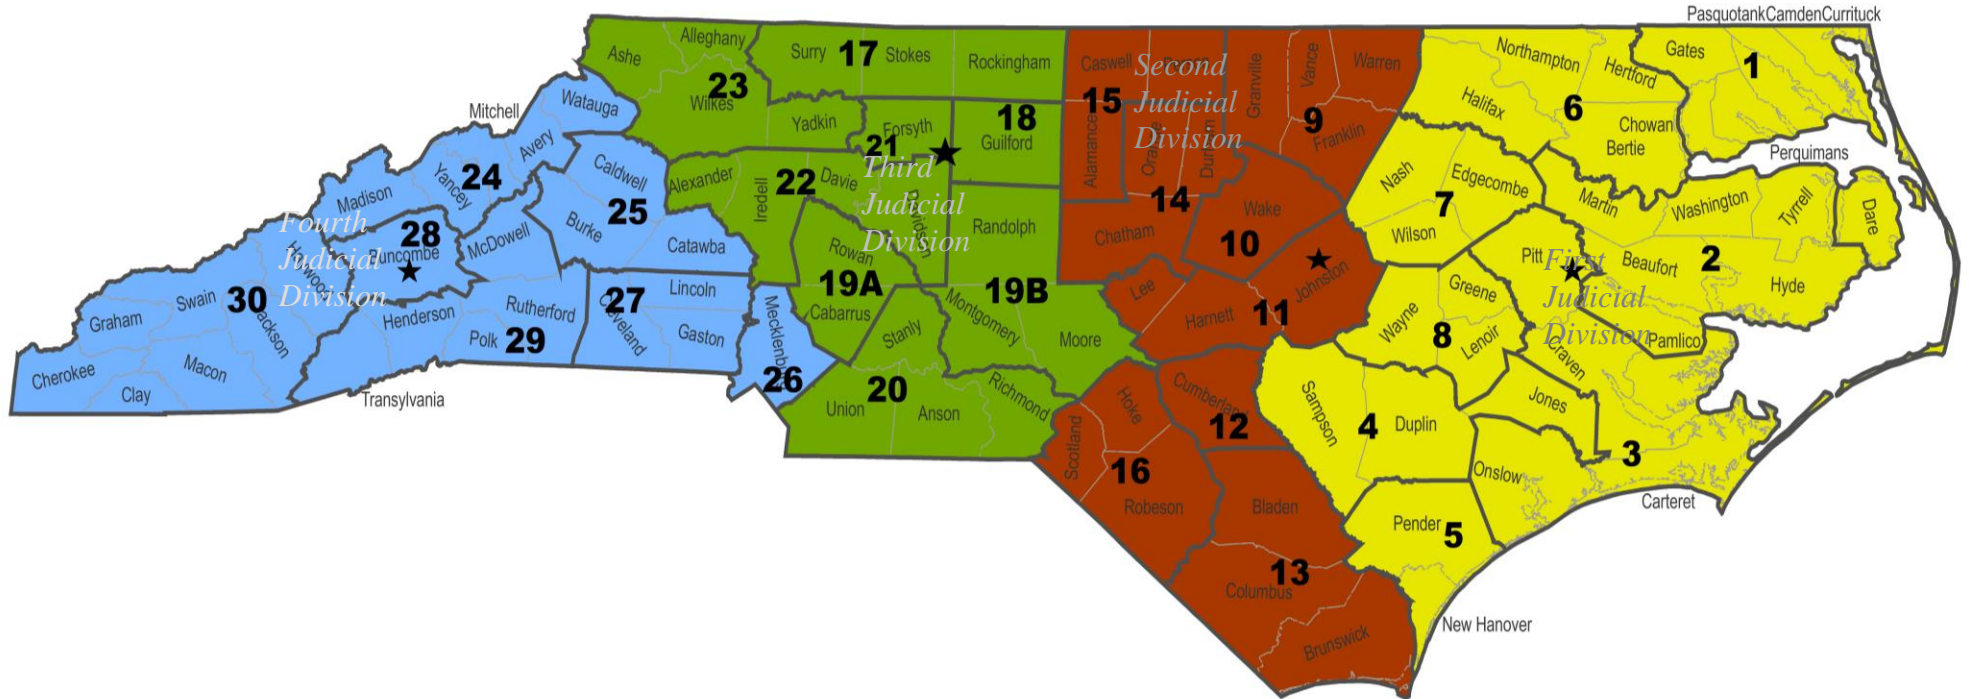 PasquotankCamdenCurrituck
Alleghany
Ashe
Surry
17
Stokes
Rockingham
Caswell
Second
Judicial
Division
Granville
Vance
Warren
Northampton
Hertford
Gates
1
23
Wilkes
Watauga
Mitchell
Avery
Yadkin
Forsyth
21
18
Guilford
15
Alamance
Orange
Durham
9
Franklin
Halifax
6
Chowan
Bertie
Perquimans
Madison
Yancey
24
Caldwell
Alexander
Iredell
22
Davie
Third
Judicial
Division
Davidson
Randolph
14
Chatham
Wake
10
Nash
Edgecombe
7
Wilson
Martin
Washington
Tyrrell
Dare
Fourth
Judicial
Division
28
Buncombe
Haywood
McDowell
Burke
25
Catawba
Rowan
19A
Cabarrus
19B
Montgomery
Moore
Lee
Harnett
11
Johnston
Pitt
First
Judicial
Division
Beaufort
2
Hyde
Greene
Wayne
8
Lenoir
Craven
Pamlico
Graham
Swain
30
Jackson
Cherokee
Clay
Macon
Transylvania
Henderson
Polk
29
Rutherford
Cleveland
27
Lincoln
Gaston
Mecklenb
26
Stanly
Union
20
Anson
Richmond
Scotland
Hoke
16
Robeson
Cumberland
12
Sampson
4
Duplin
Jones
Onslow
3
Carteret
Bladen
13
Columbus
Brunswick
Pender
5
New Hanover